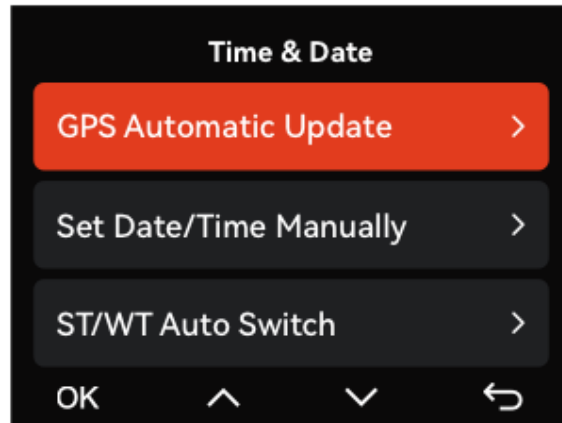 Time & Date
GPS Automatic Update
Set Date/Time Manually
ST/WT Auto Switch
OK